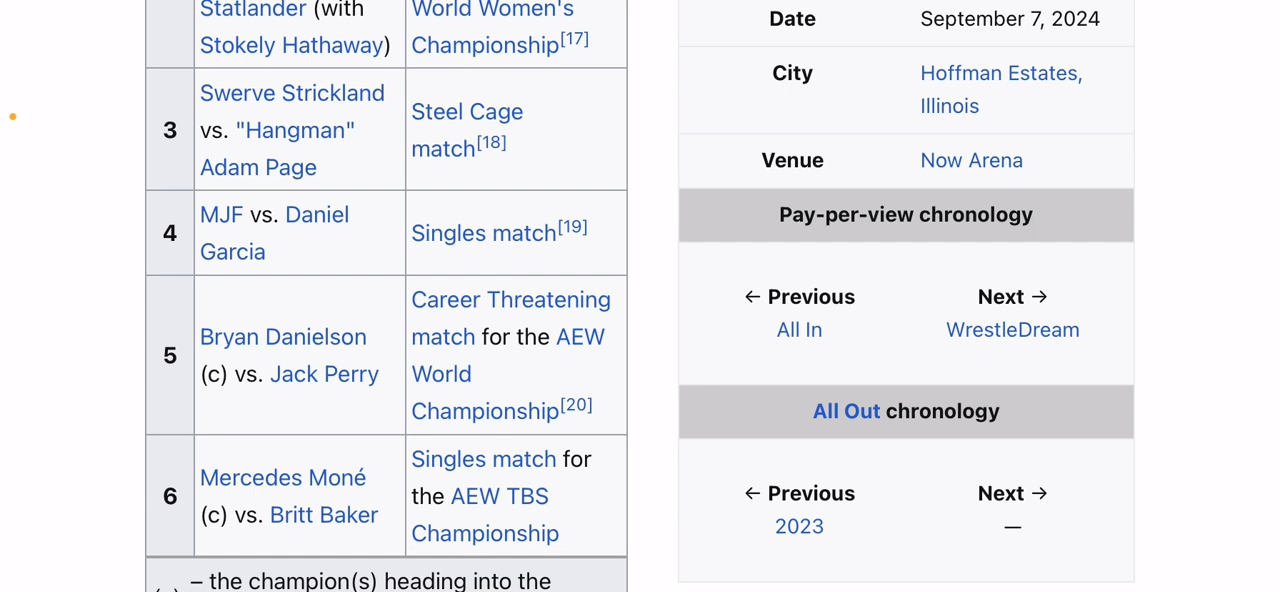 Statlander (with
Stokely Hathaway)
World Women's
Championship[17]
3
Swerve Strickland
vs. "Hangman"
Adam Page
Steel Cage
match[18]
4
MJF vs. Daniel
Garcia
Singles match[19]
5
Bryan Danielson
(c) vs. Jack Perry
Career Threatening
match for the AEW
World
Championship[20]
6
Mercedes Moné
(c) vs. Britt Baker
Singles match for
the AEW TBS
Championship
– the champion(s) heading into the
Date
September 7, 2024
City
Hoffman Estates,
Illinois
Venue
Now Arena
Pay-per-view chronology
← Previous
All In
Next →
WrestleDream
All Out chronology
← Previous
2023
Next →
—